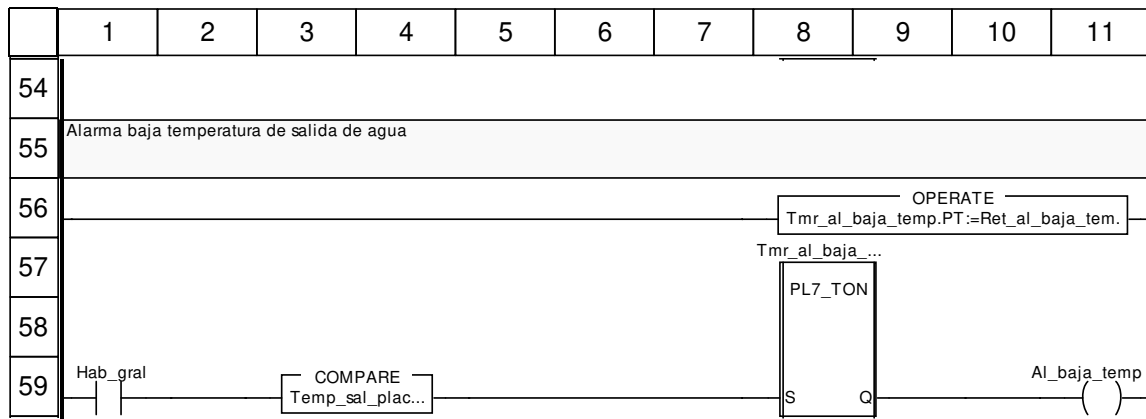 1 2 3 4 5 6 7 8 9 10 11
54
55 Alarma baja temperatura de salida de agua
56 OPERATE
Tmr_al_baja_temp.PT:=Ret_al_baja_tem.
Tmr_al_baja_...
57 PL7_TON
58
59 Hab_gral COMPARE Al_baja_temp
Temp_sal_plac... S Q